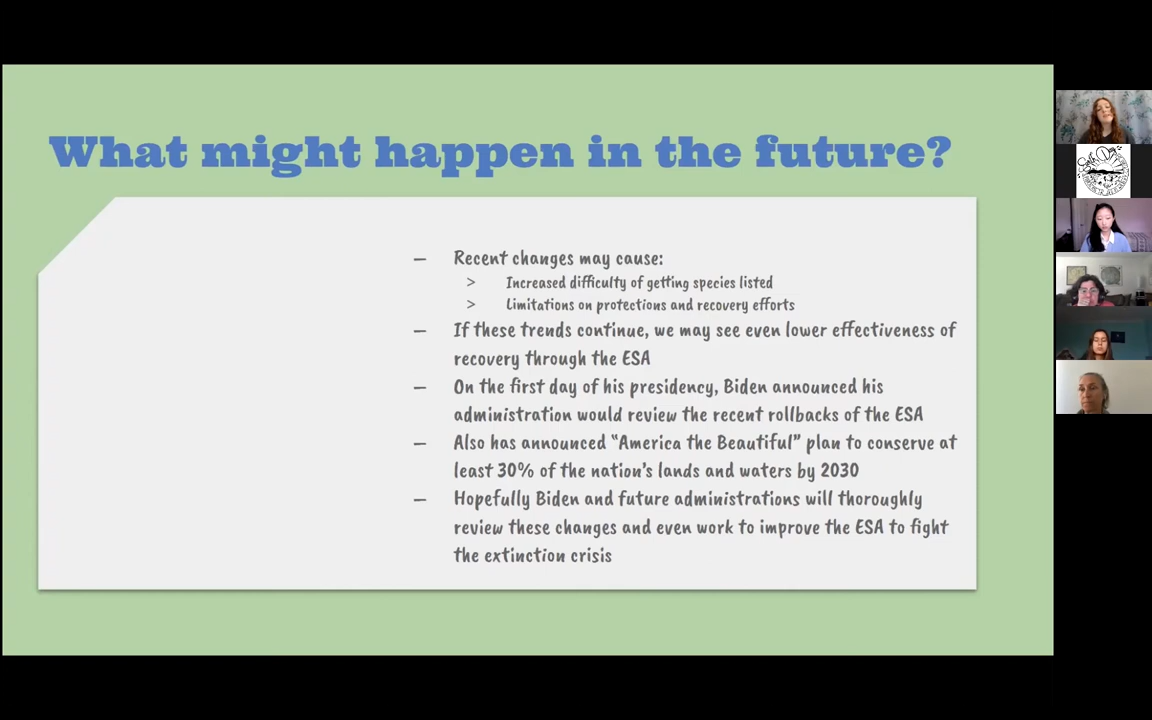 What might happen in the future?
– Recent changes may cause:
> Increased difficulty of getting species listed
> Limitations on protections and recovery efforts
– If these trends continue, we may see even lower effectiveness of
recovery through the ESA
– On the first day of his presidency, Biden announced his
administration would review the recent rollbacks of the ESA
– Also has announced "America the Beautiful" plan to conserve at
least 30% of the nation's lands and waters by 2030
– Hopefully Biden and future administrations will thoroughly
review these changes and even work to improve the ESA to fight
the extinction crisis